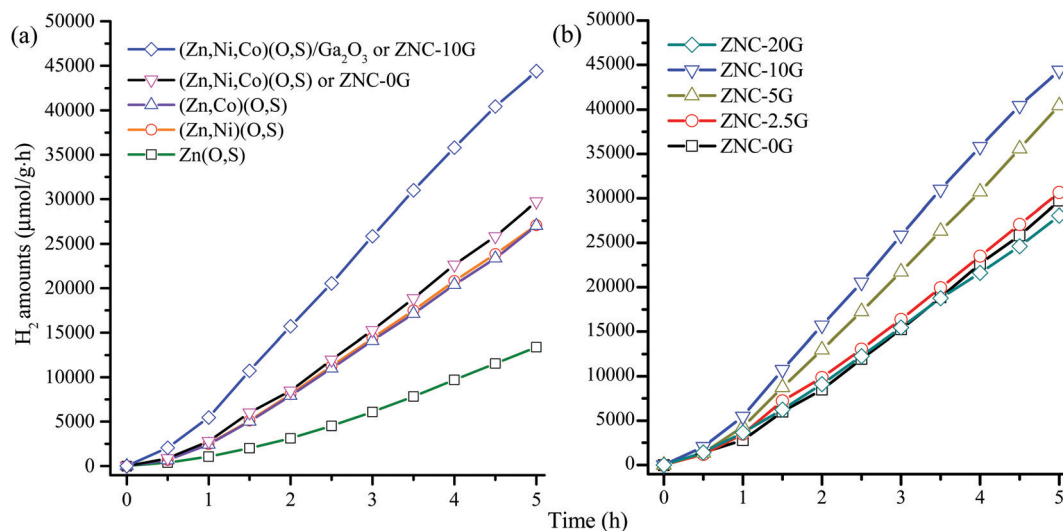 (a)
(Zn,Ni,Co)(O,S)/Ga₂O₃ or ZNC-10G
(Zn,Ni,Co)(O,S) or ZNC-0G
(Zn,Co)(O,S)
(Zn,Ni)(O,S)
Zn(O,S)
H₂ amounts (μmol/g·h)
50000
45000
40000
35000
30000
25000
20000
15000
10000
5000
0
0 1 2 3 4 5
(b)
ZNC-20G
ZNC-10G
ZNC-5G
ZNC-2.5G
ZNC-0G
50000
45000
40000
35000
30000
25000
20000
15000
10000
5000
0
0 1 2 3 4 5
Time (h)